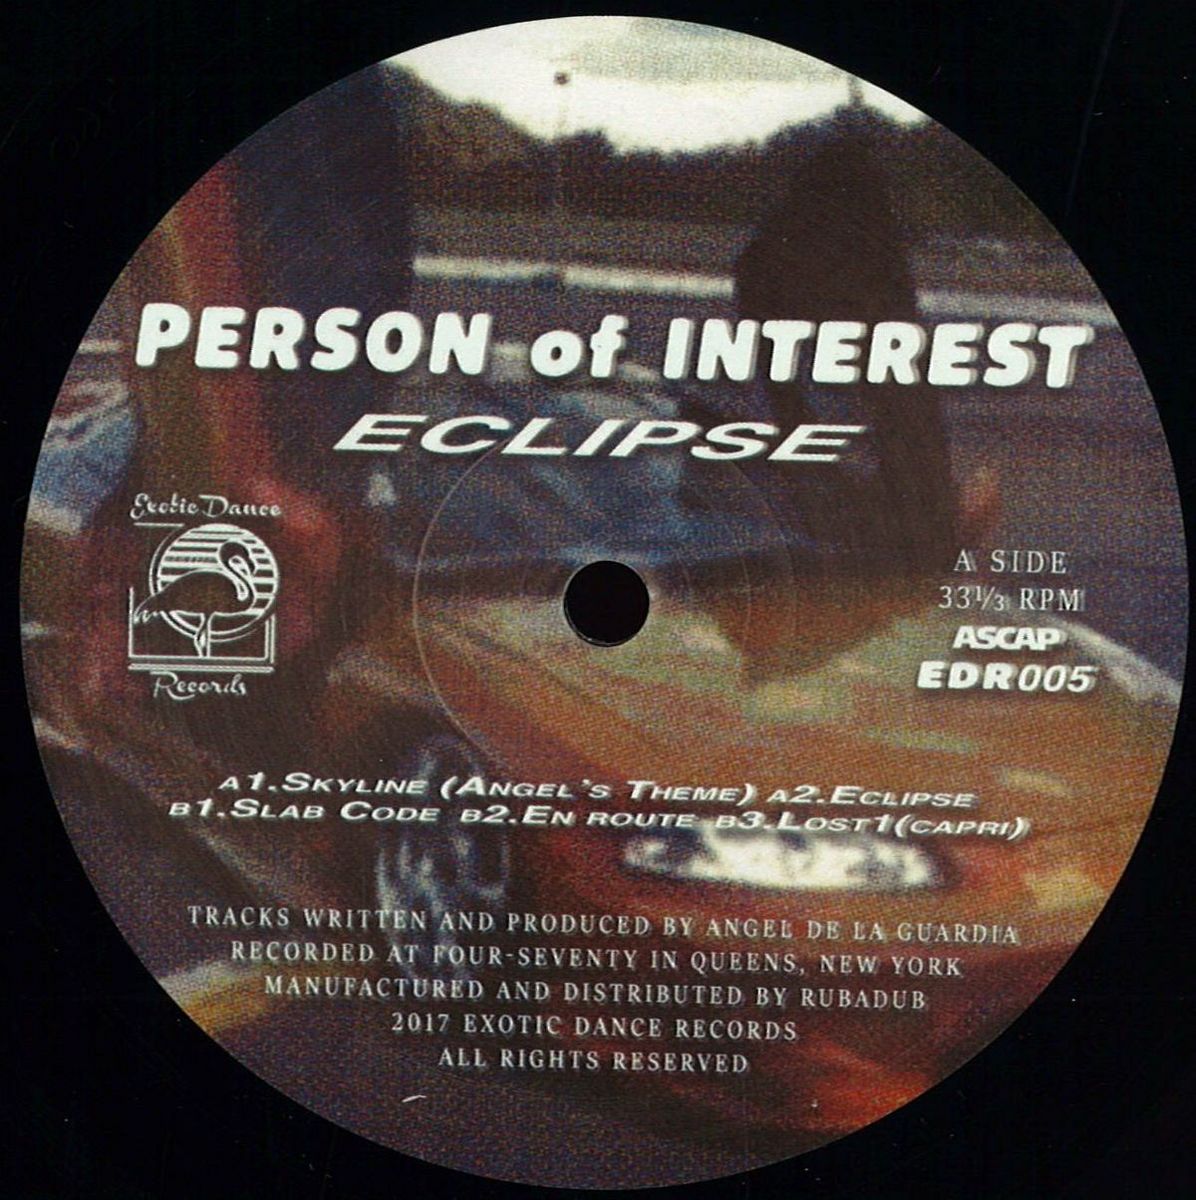 PERSON of INTEREST
ECLIPSE
Exotic Dance
Records
A SIDE
33⅓ RPM
ASCAP
EDR005
A1.SKYLINE (ANGEL'S THEME) A2.ECLIPSE
B1.SLAB CODE B2.EN ROUTE B3.LOST1(CAPRI)
TRACKS WRITTEN AND PRODUCED BY ANGEL DE LA GUARDIA
RECORDED AT FOUR-SEVENTY IN QUEENS, NEW YORK
MANUFACTURED AND DISTRIBUTED BY RUBADUB
2017 EXOTIC DANCE RECORDS
ALL RIGHTS RESERVED